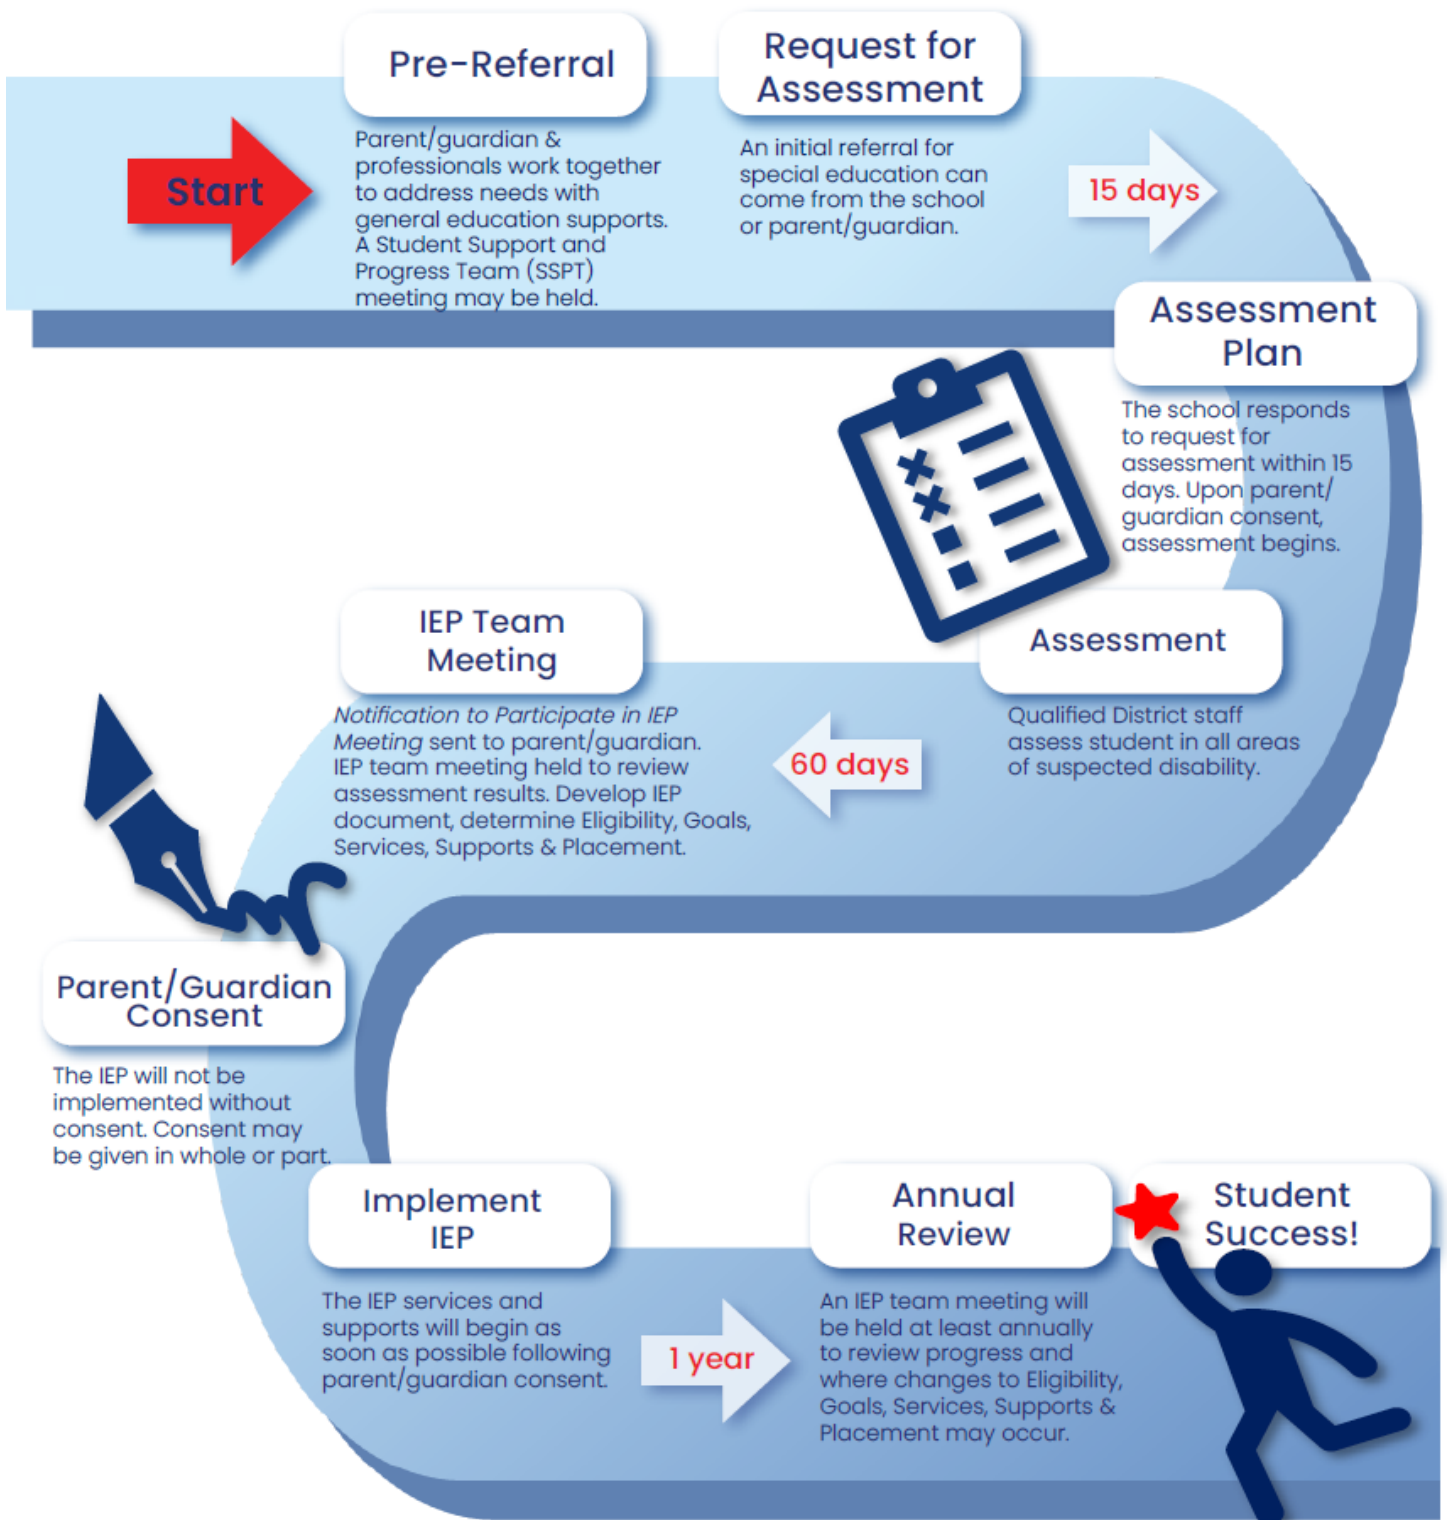 Pre-Referral
Start
Parent/guardian &
professionals work together
to address needs with
general education supports.
A Student Support and
Progress Team (SSPT)
meeting may be held.
Request for
Assessment
An initial referral for
special education can
come from the school
or parent/guardian.
15 days
Assessment
Plan
The school responds
to request for
assessment within 15
days. Upon parent/
guardian consent,
assessment begins.
Assessment
Qualified District staff
assess student in all areas
of suspected disability.
60 days
IEP Team
Meeting
Notification to Participate in IEP
Meeting sent to parent/guardian.
IEP team meeting held to review
assessment results. Develop IEP
document, determine Eligibility, Goals,
Services, Supports & Placement.
Parent/Guardian
Consent
The IEP will not be
implemented without
consent. Consent may
be given in whole or part.
Implement
IEP
The IEP services and
supports will begin as
soon as possible following
parent/guardian consent.
1 year
Annual
Review
An IEP team meeting will
be held at least annually
to review progress and
where changes to Eligibility,
Goals, Services, Supports &
Placement may occur.
Student
Success!